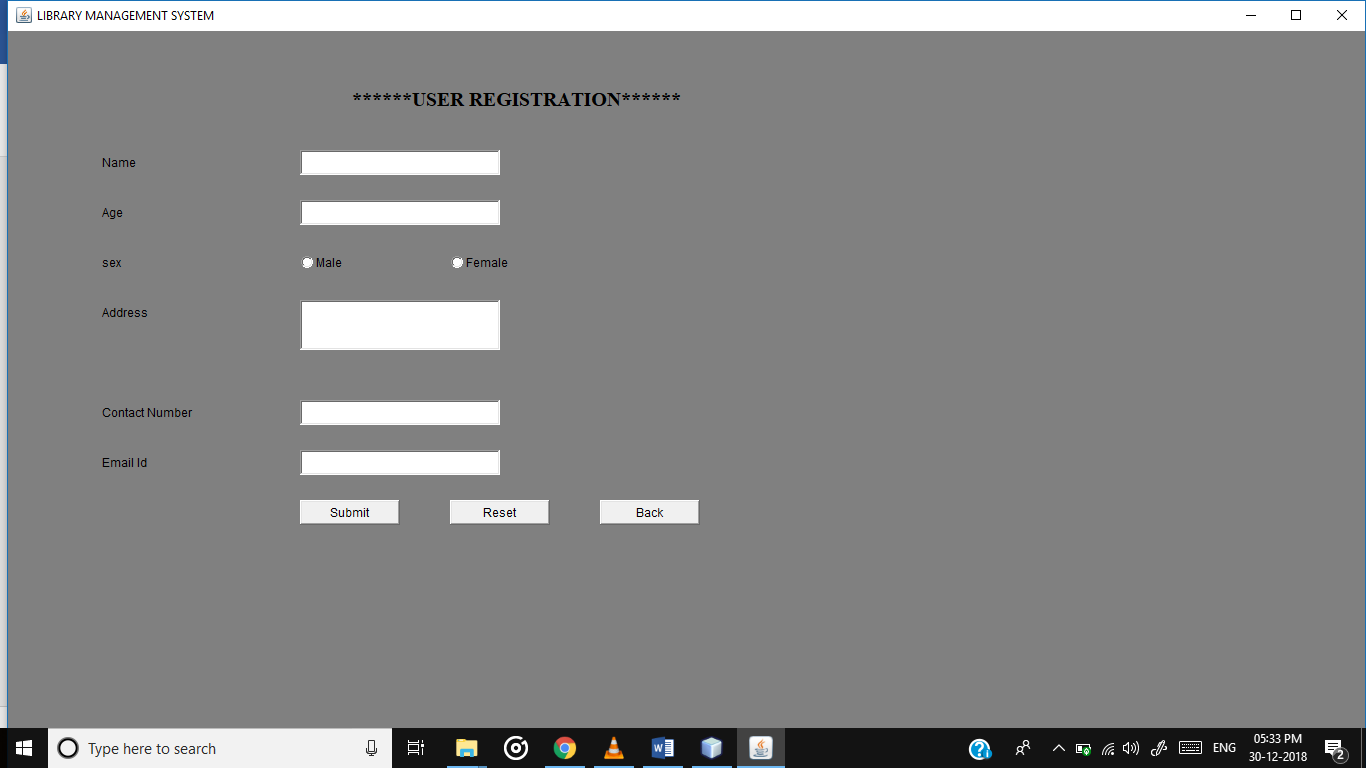 LIBRARY MANAGEMENT SYSTEM
******USER REGISTRATION******
Name
Age
sex
Male Female
Address
Contact Number
Email Id
Submit Reset Back
Type here to search
ENG
05:33 PM
30-12-2018
2